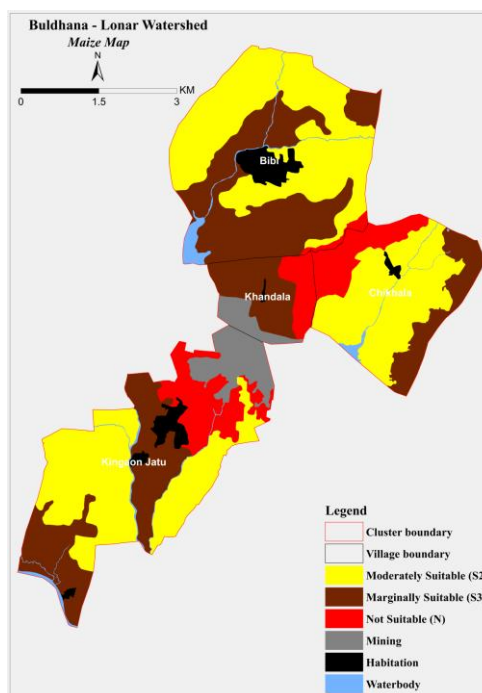 Buldhana - Lonar Watershed
Maize Map
N
KM
0 1.5 3
Bibi
Khandala
Chikhala
Kingaon Jatu
Legend
Cluster boundary
Village boundary
Moderately Suitable (S2
Marginally Suitable (S3
Not Suitable (N)
Mining
Habitation
Waterbody